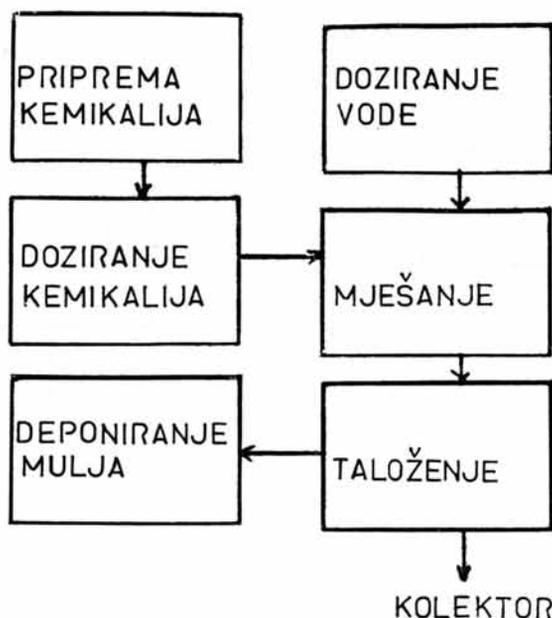 PRIPREMA
KEMIKALIJA
DOZIRANJE
VODE
DOZIRANJE
KEMIKALIJA
MJEŠANJE
DEPONIRANJE
MULJA
TALOŽENJE
KOLEKTOR